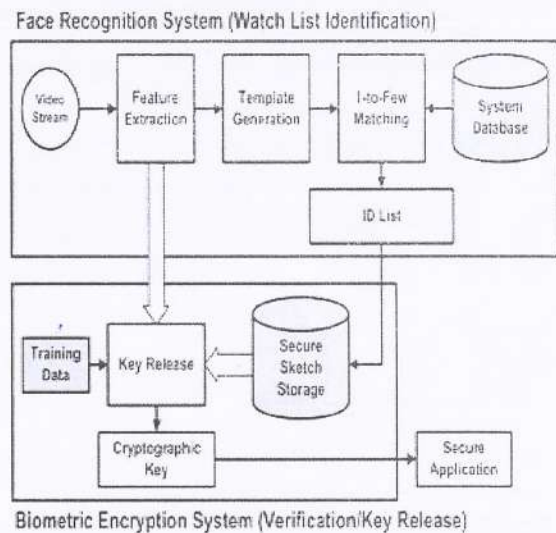 Face Recognition System (Watch List Identification)
Video
Stream
Feature
Extraction
Template
Generation
1-to-Few
Matching
System
Database
ID List
Training
Data
Key Release
Secure
Sketch
Storage
Cryptographic
Key
Secure
Application
Biometric Encryption System (Verification/Key Release)